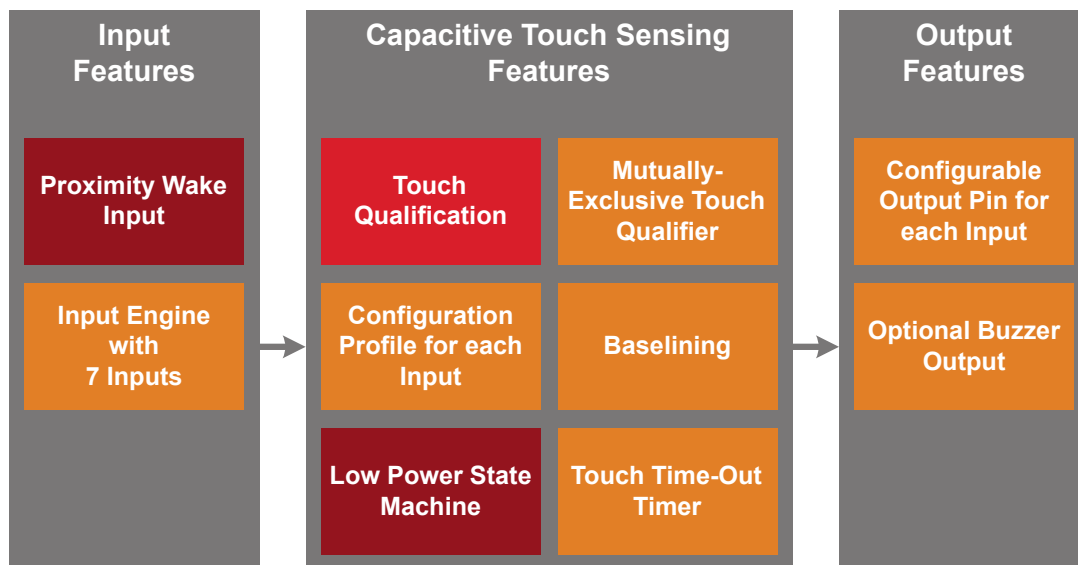 Input
Features
Proximity Wake
Input
Input Engine
with
7 Inputs
Capacitive Touch Sensing
Features
Touch
Qualification
Mutually-
Exclusive Touch
Qualifier
Configuration
Profile for each
Input
Baselining
Low Power State
Machine
Touch Time-Out
Timer
Output
Features
Configurable
Output Pin for
each Input
Optional Buzzer
Output